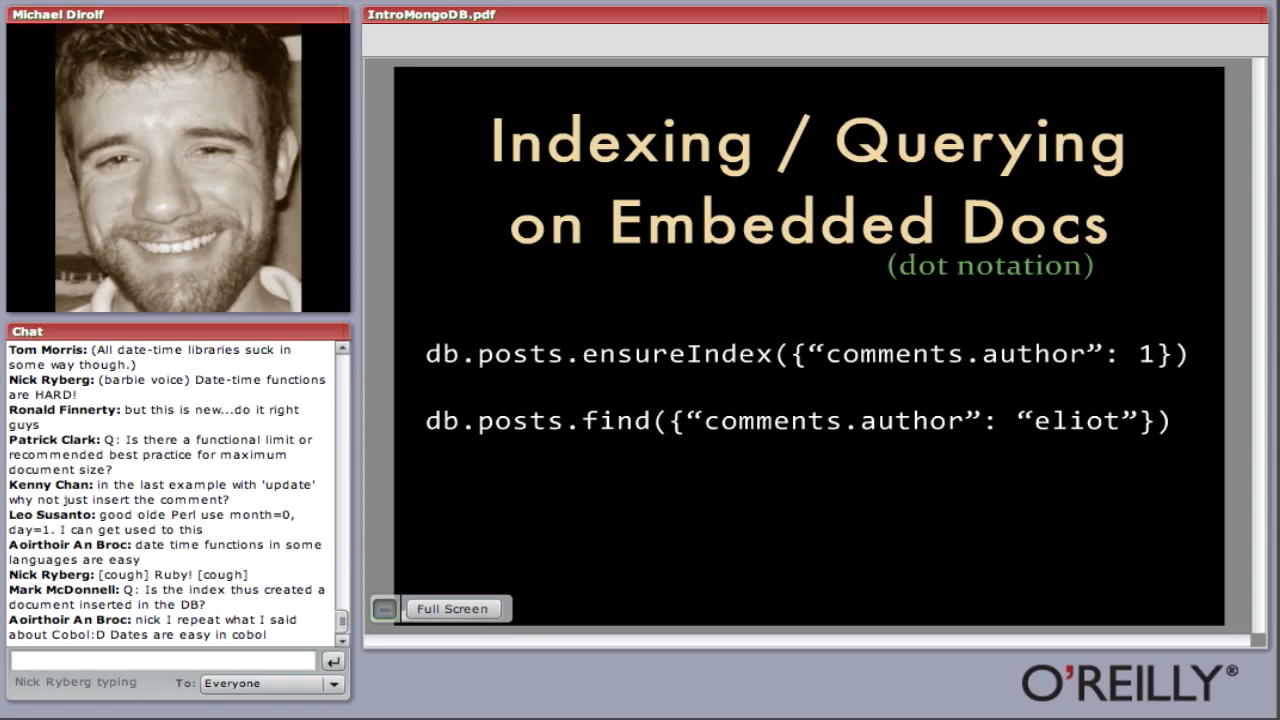 Michael Dirolf
Chat
Tom Morris: (All date-time libraries suck in
some way though.)
Nick Ryberg: (barbie voice) Date-time functions
are HARD!
Ronald Finnerty: but this is new...do it right
guys
Patrick Clark: Q: Is there a functional limit or
recommended best practice for maximum
document size?
Kenny Chan: in the last example with 'update'
why not just insert the comment?
Leo Susanto: good olde Perl use month=0,
day=1. I can get used to this
Aoirthoir An Broc: date time functions in some
languages are easy
Nick Ryberg: [cough] Ruby! [cough]
Mark McDonnell: Q: Is the index thus created a
document inserted in the DB?
Aoirthoir An Broc: nick I repeat what I said
about Cobol:D Dates are easy in cobol
Nick Ryberg typing
To: Everyone
IntroMongoDB.pdf
Indexing / Querying
on Embedded Docs
(dot notation)
db.posts.ensureIndex({“comments.author”: 1})
db.posts.find({“comments.author”: “eliot”})
Full Screen
O'REILLY®